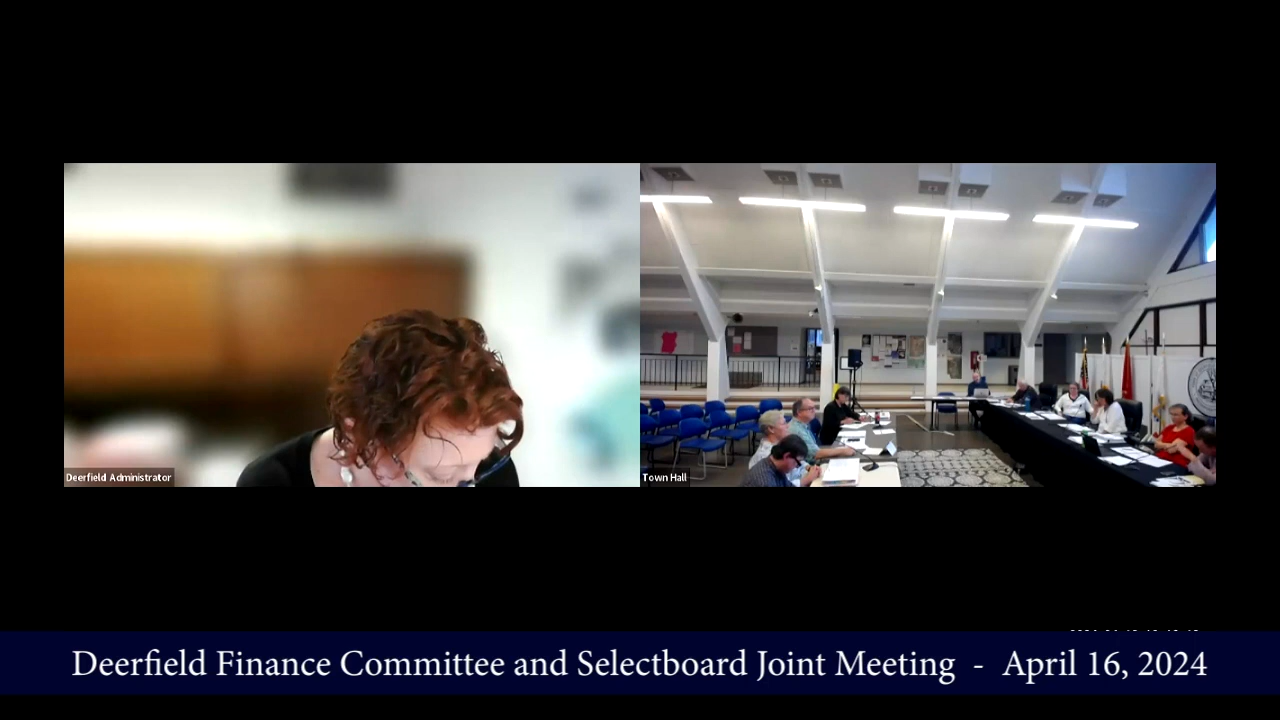 Deerfield Administrator
Town Hall
Deerfield Finance Committee and Selectboard Joint Meeting - April 16, 2024